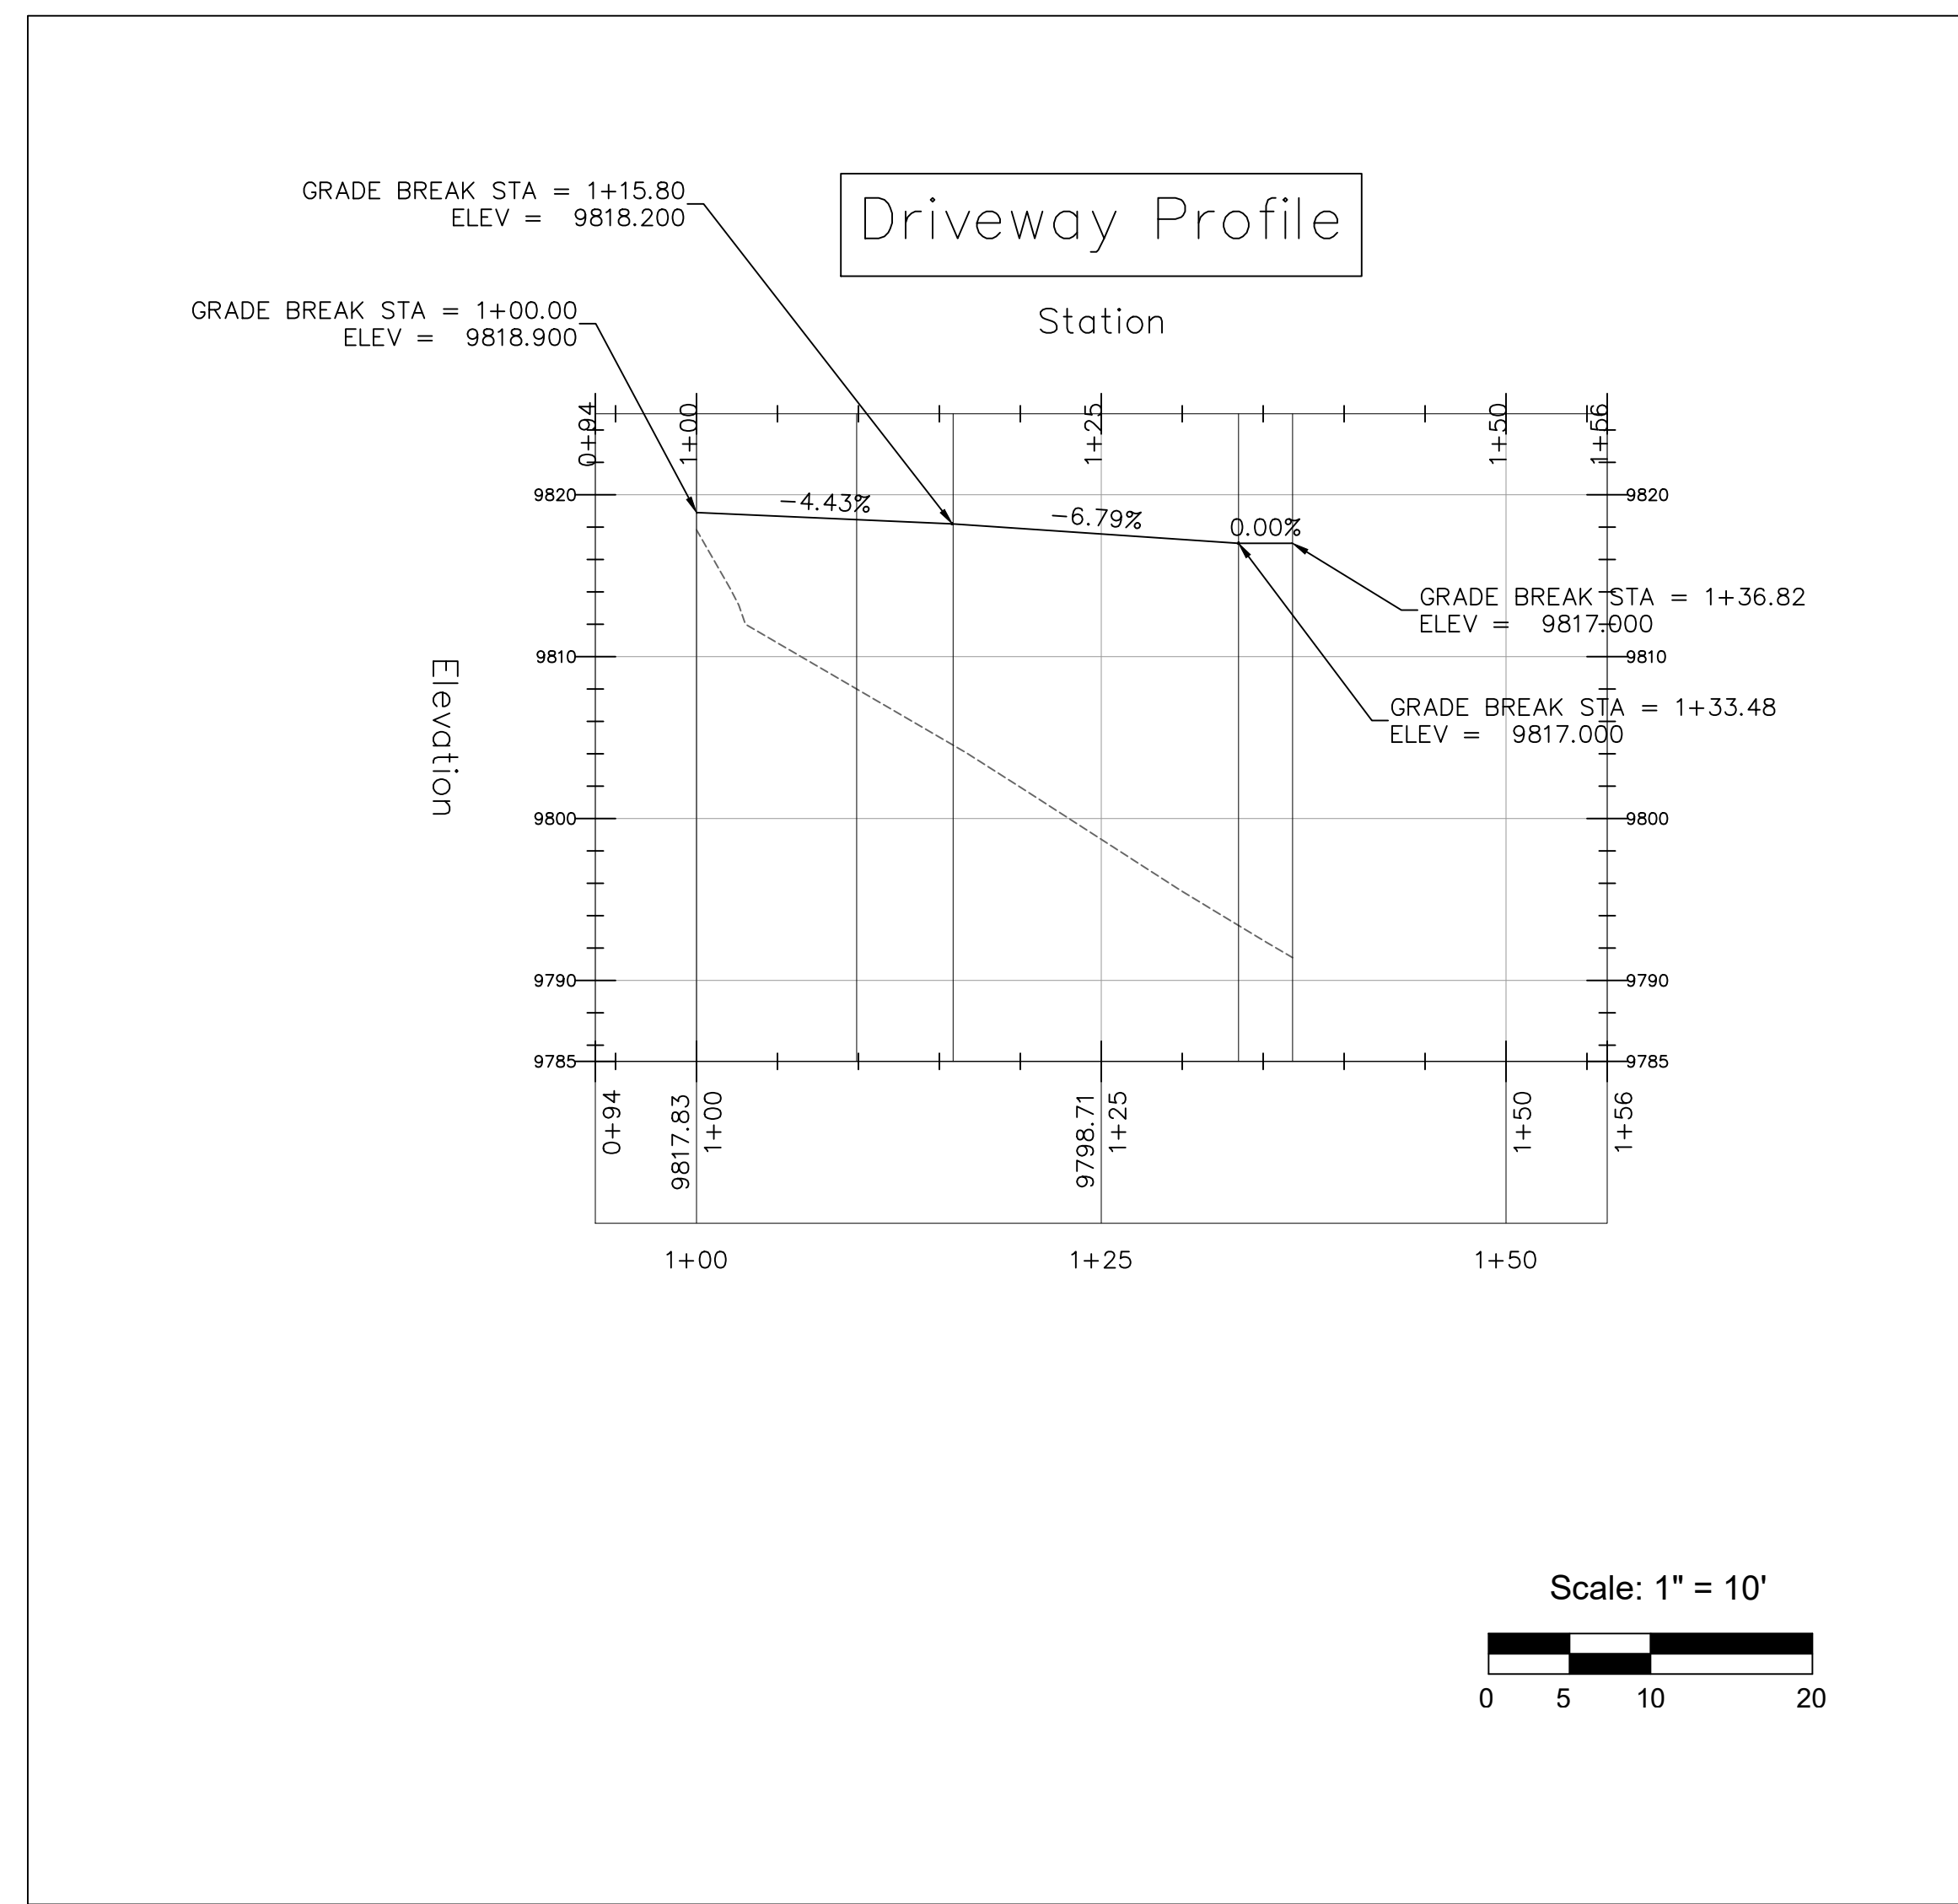 GRADE BREAK STA = 1+15.80
ELEV = 9818.200
Driveway Profile
GRADE BREAK STA = 1+00.00
ELEV = 9818.900
Station
0+94
1+00
1+25
1+50
1+56
9820
-4.43%
-6.79%
0.00%
9820
GRADE BREAK STA = 1+36.82
ELEV = 9817.000
9810
9810
Elevation
GRADE BREAK STA = 1+33.48
ELEV = 9817.000
9800
9800
9790
9790
9785
9785
0+94
9817.83
1+00
9798.71
1+25
1+50
1+56
1+00
1+25
1+50
Scale: 1" = 10'
0 5 10 20